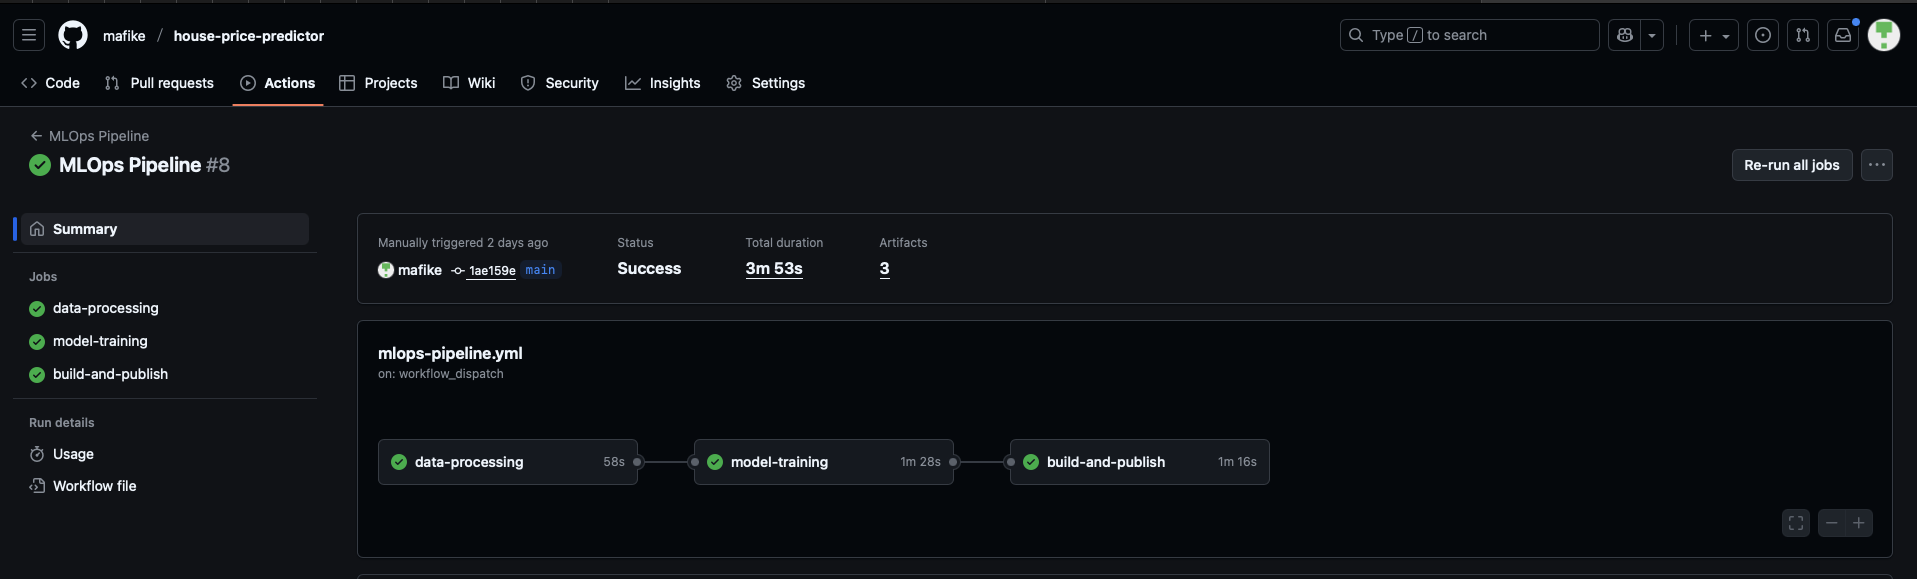 mafike / house-price-predictor
Type / to search
Code Pull requests Actions Projects Wiki Security Insights Settings
MLOps Pipeline
MLOps Pipeline #8
Re-run all jobs
Summary
Jobs
data-processing
model-training
build-and-publish
Run details
Usage
Workflow file
Manually triggered 2 days ago
mafike 1ae159e main
Status
Success
Total duration
3m 53s
Artifacts
3
mlops-pipeline.yml
on: workflow_dispatch
data-processing 58s
model-training 1m 28s
build-and-publish 1m 16s